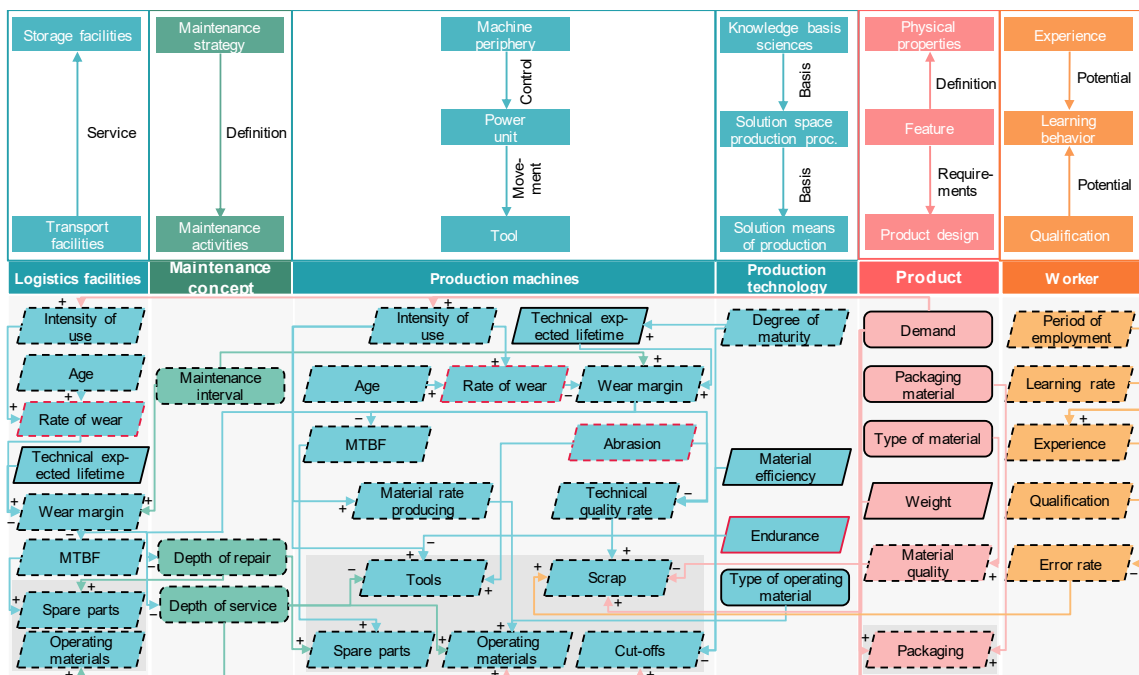 Storage facilities
Service
Transport
facilities
Maintenance
strategy
Definition
Maintenance
activities
Machine
periphery
Control
Power
unit
Move-
ment
Tool
Knowledge basis
sciences
Basis
Solution space
production proc.
Basis
Solution means
of production
Physical
properties
Definition
Feature
Require-
ments
Product design
Experience
Potential
Learning
behavior
Potential
Qualification
Logistics facilities
Maintenance
concept
Production machines
Production
technology
Product
Worker
Intensity of
use
Age
Rate of wear
Technical exp-
ected lifetime
Wear margin
MTBF
Spare parts
Operating
materials
Maintenance
interval
Depth of repair
Depth of service
Intensity of
use
Technical exp-
ected lifetime
Age
Rate of wear
Wear margin
MTBF
Abrasion
Material rate
producing
Technical
quality rate
Tools
Scrap
Spare parts
Operating
materials
Cut-offs
Degree of
maturity
Material
efficiency
Endurance
Type of operating
material
Demand
Packaging
material
Type of material
Weight
Material
quality
Packaging
Period of
employment
Learning rate
Experience
Qualification
Error rate